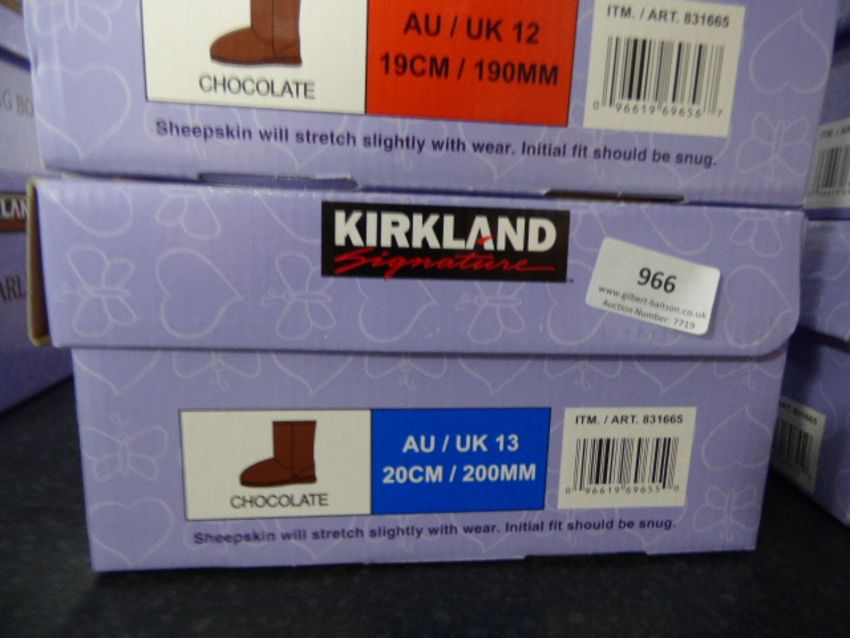 AU / UK 12
19CM / 190MM
CHOCOLATE
ITM. / ART. 831665
0 96619 69656 7
Sheepskin will stretch slightly with wear. Initial fit should be snug.
KIRKLAND
Signature
966
www.gilbert-baitson.co.uk
Auction Number: 7719
CHOCOLATE
AU / UK 13
20CM / 200MM
ITM. / ART. 831665
0 96619 69655 0
Sheepskin will stretch slightly with wear. Initial fit should be snug.